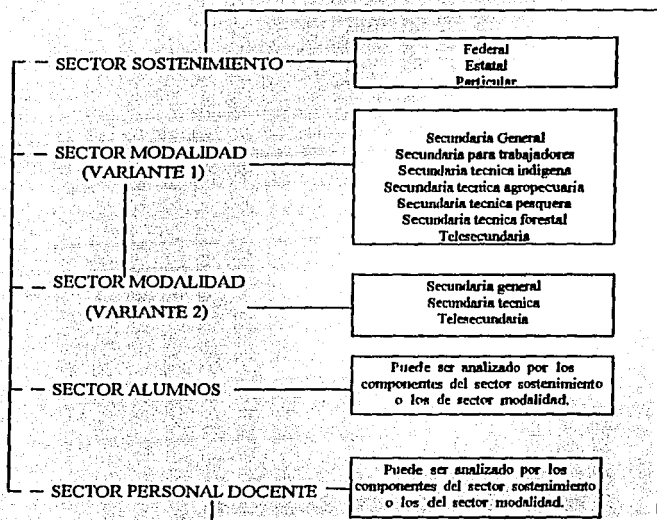 SECTOR SOSTENIMIENTO
Federal
Estatal
Particular
SECTOR MODALIDAD
(VARIANTE 1)
Secundaria General
Secundaria para trabajadores
Secundaria tecnica indigena
Secundaria tecnica agropecuaria
Secundaria tecnica pesquera
Secundaria tecnica forestal
Telesecundaria
SECTOR MODALIDAD
(VARIANTE 2)
Secundaria general
Secundaria tecnica
Telesecundaria
SECTOR ALUMNOS
Puede ser analizado por los
componentes del sector sostenimiento
o los de sector modalidad.
SECTOR PERSONAL DOCENTE
Puede ser analizado por los
componentes del sector sostenimiento
o los del sector modalidad.